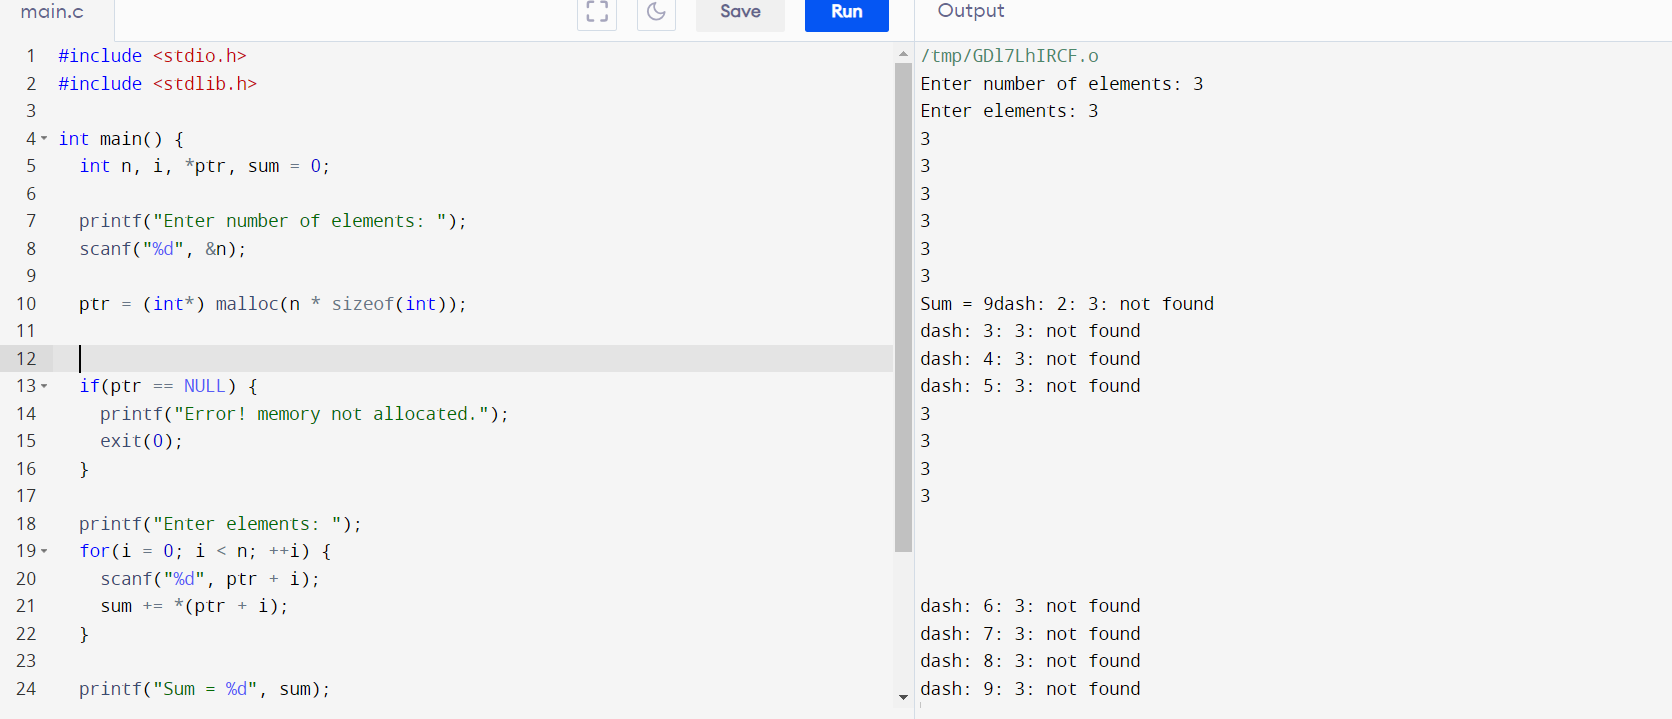 main.c
Save
Run
Output
1 #include <stdio.h>
2 #include <stdlib.h>
3
4 int main() {
5 int n, i, *ptr, sum = 0;
6
7 printf("Enter number of elements: ");
8 scanf("%d", &n);
9
10 ptr = (int*) malloc(n * sizeof(int));
11
12
13 if(ptr == NULL) {
14 printf("Error! memory not allocated.");
15 exit(0);
16 }
17
18 printf("Enter elements: ");
19 for(i = 0; i < n; ++i) {
20 scanf("%d", ptr + i);
21 sum += *(ptr + i);
22 }
23
24 printf("Sum = %d", sum);
/tmp/GDl7LhIRCF.o
Enter number of elements: 3
Enter elements: 3
3
3
3
3
3
3
Sum = 9dash: 2: 3: not found
dash: 3: 3: not found
dash: 4: 3: not found
dash: 5: 3: not found
3
3
3
3
dash: 6: 3: not found
dash: 7: 3: not found
dash: 8: 3: not found
dash: 9: 3: not found